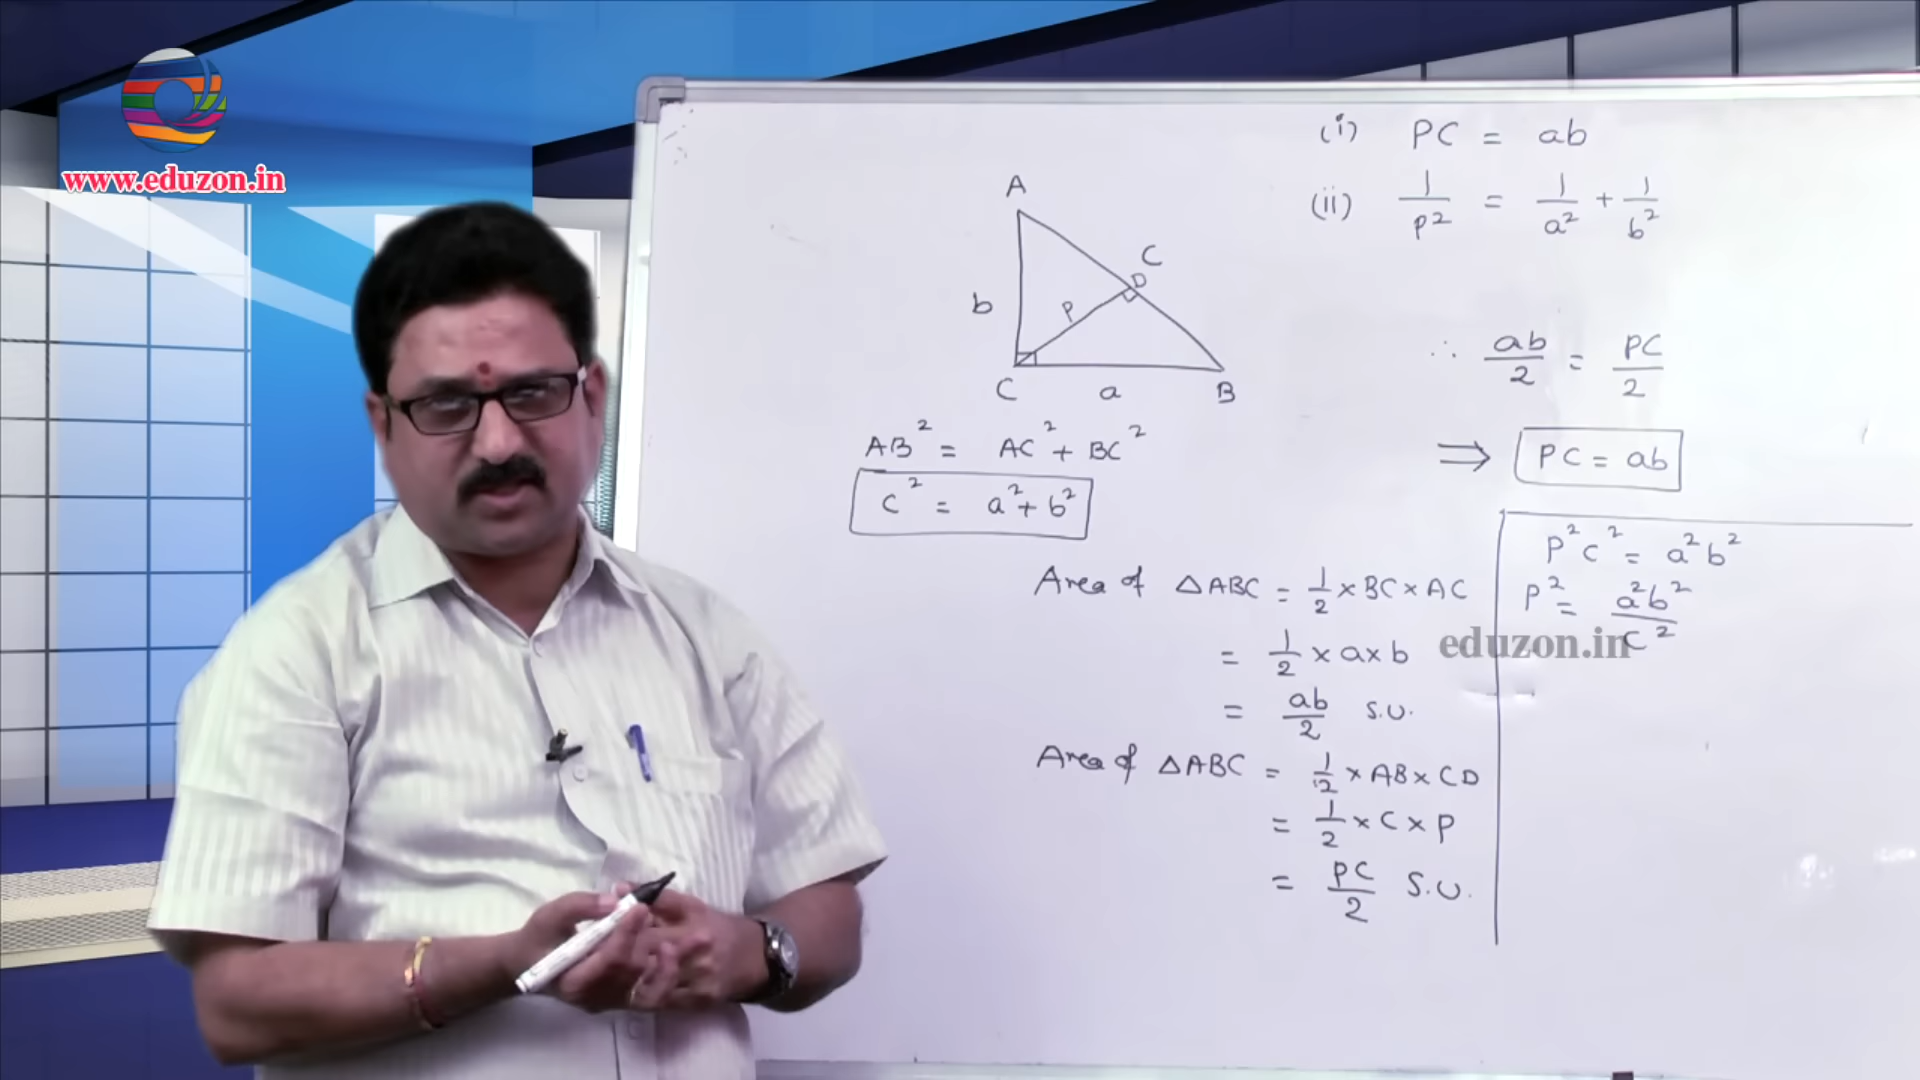 www.eduzon.in
(i) PC = ab
(ii) 1/P² = 1/a² + 1/b²
A
C
D
b
P
C
a
B
∴ ab/2 = PC/2
⇒ PC = ab
AB² = AC² + BC²
C² = a² + b²
Area of △ABC = 1/2 × BC × AC
= 1/2 × a × b
= ab/2 S.U.
Area of △ABC = 1/2 × AB × CD
= 1/2 × C × P
= PC/2 S.U.
P²C² = a²b²
P² = a²b²/C²
eduzon.in